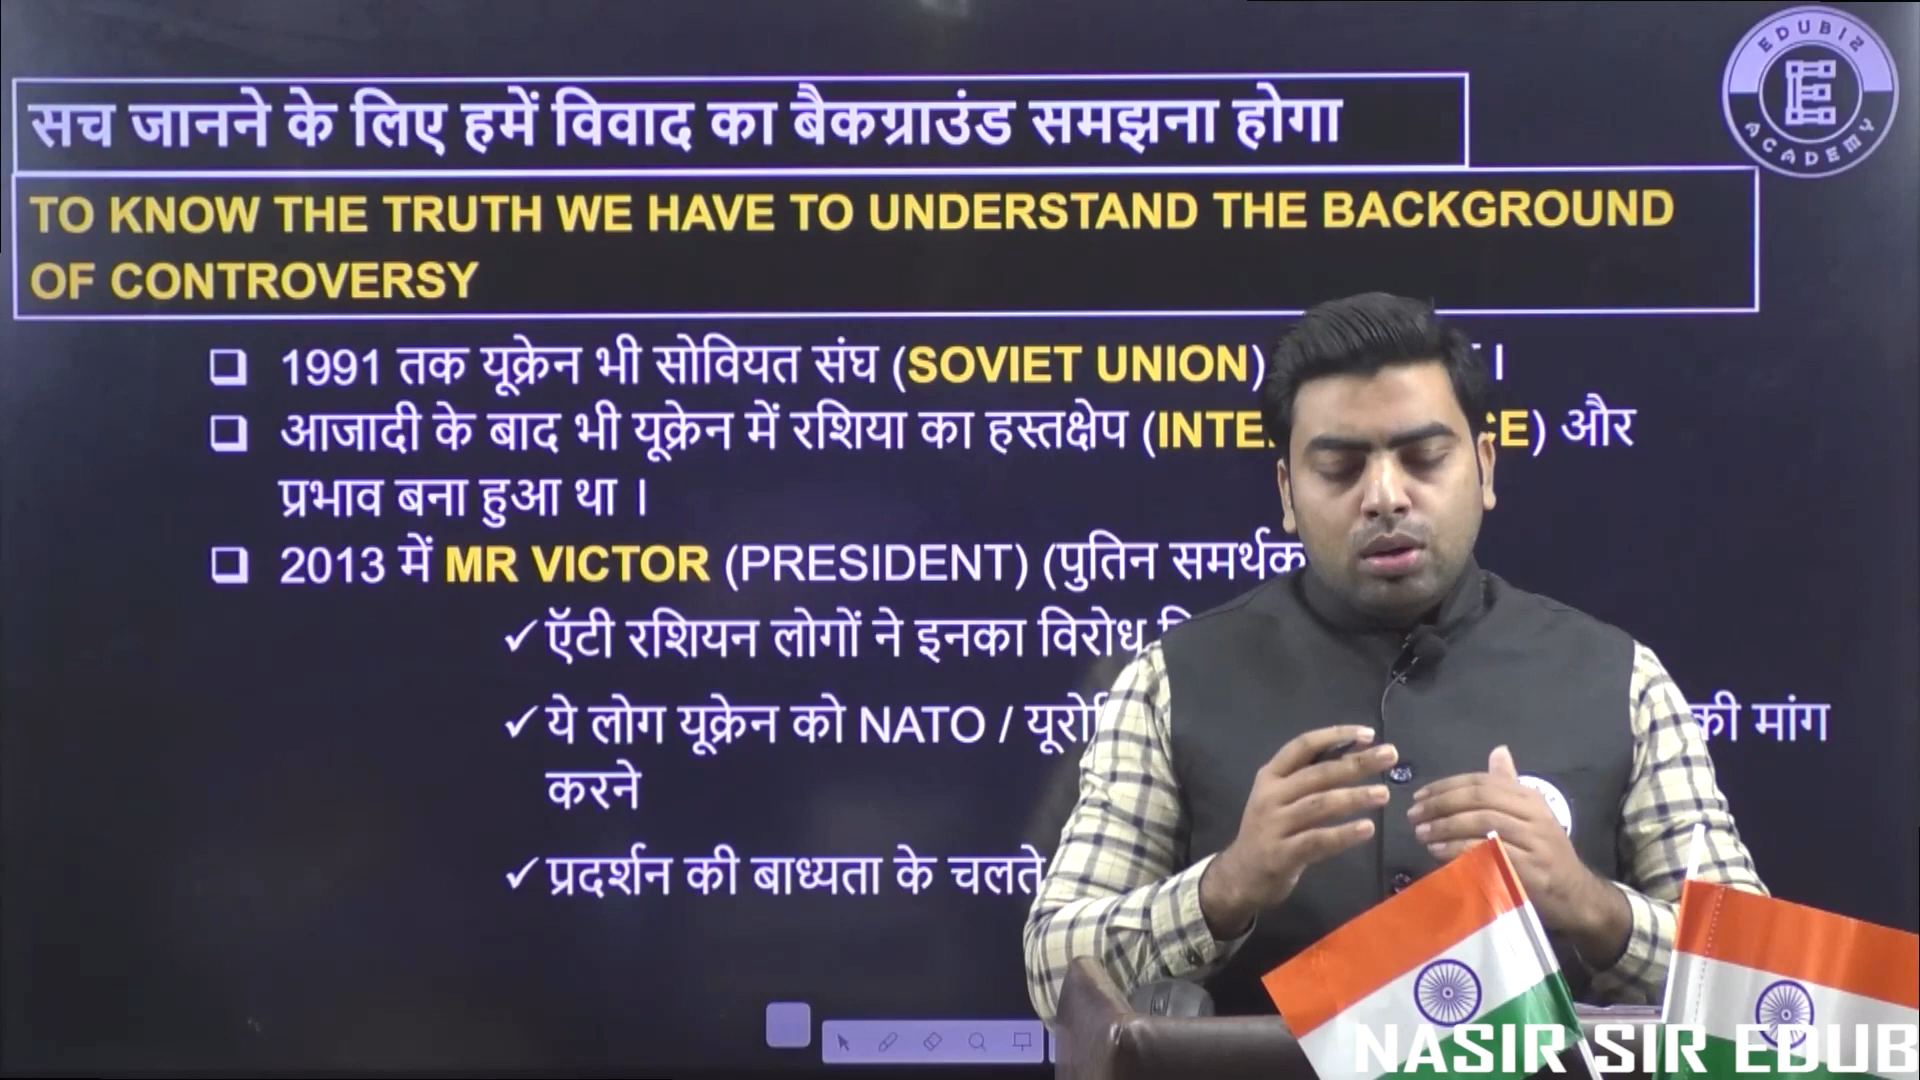 EDUBIZ
ACADEMY
सच जानने के लिए हमें विवाद का बैकग्राउंड समझना होगा
TO KNOW THE TRUTH WE HAVE TO UNDERSTAND THE BACKGROUND
OF CONTROVERSY
1991 तक यूक्रेन भी सोवियत संघ (SOVIET UNION) ।
आजादी के बाद भी यूक्रेन में रशिया का हस्तक्षेप ( ) और
प्रभाव बना हुआ था ।
2013 में MR VICTOR (PRESIDENT) (पुतिन समर्थक
ऍटी रशियन लोगों ने इनका विरोध
ये लोग यूक्रेन को NATO / की मांग
करने
प्रदर्शन की बाध्यता के चलते
NASIR SIR EDUB